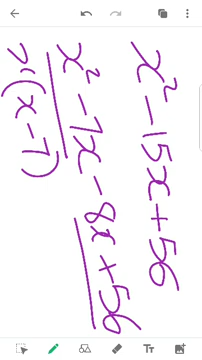 x² - 15x + 56
x² - 7x - 8x + 56
x(x - 7)